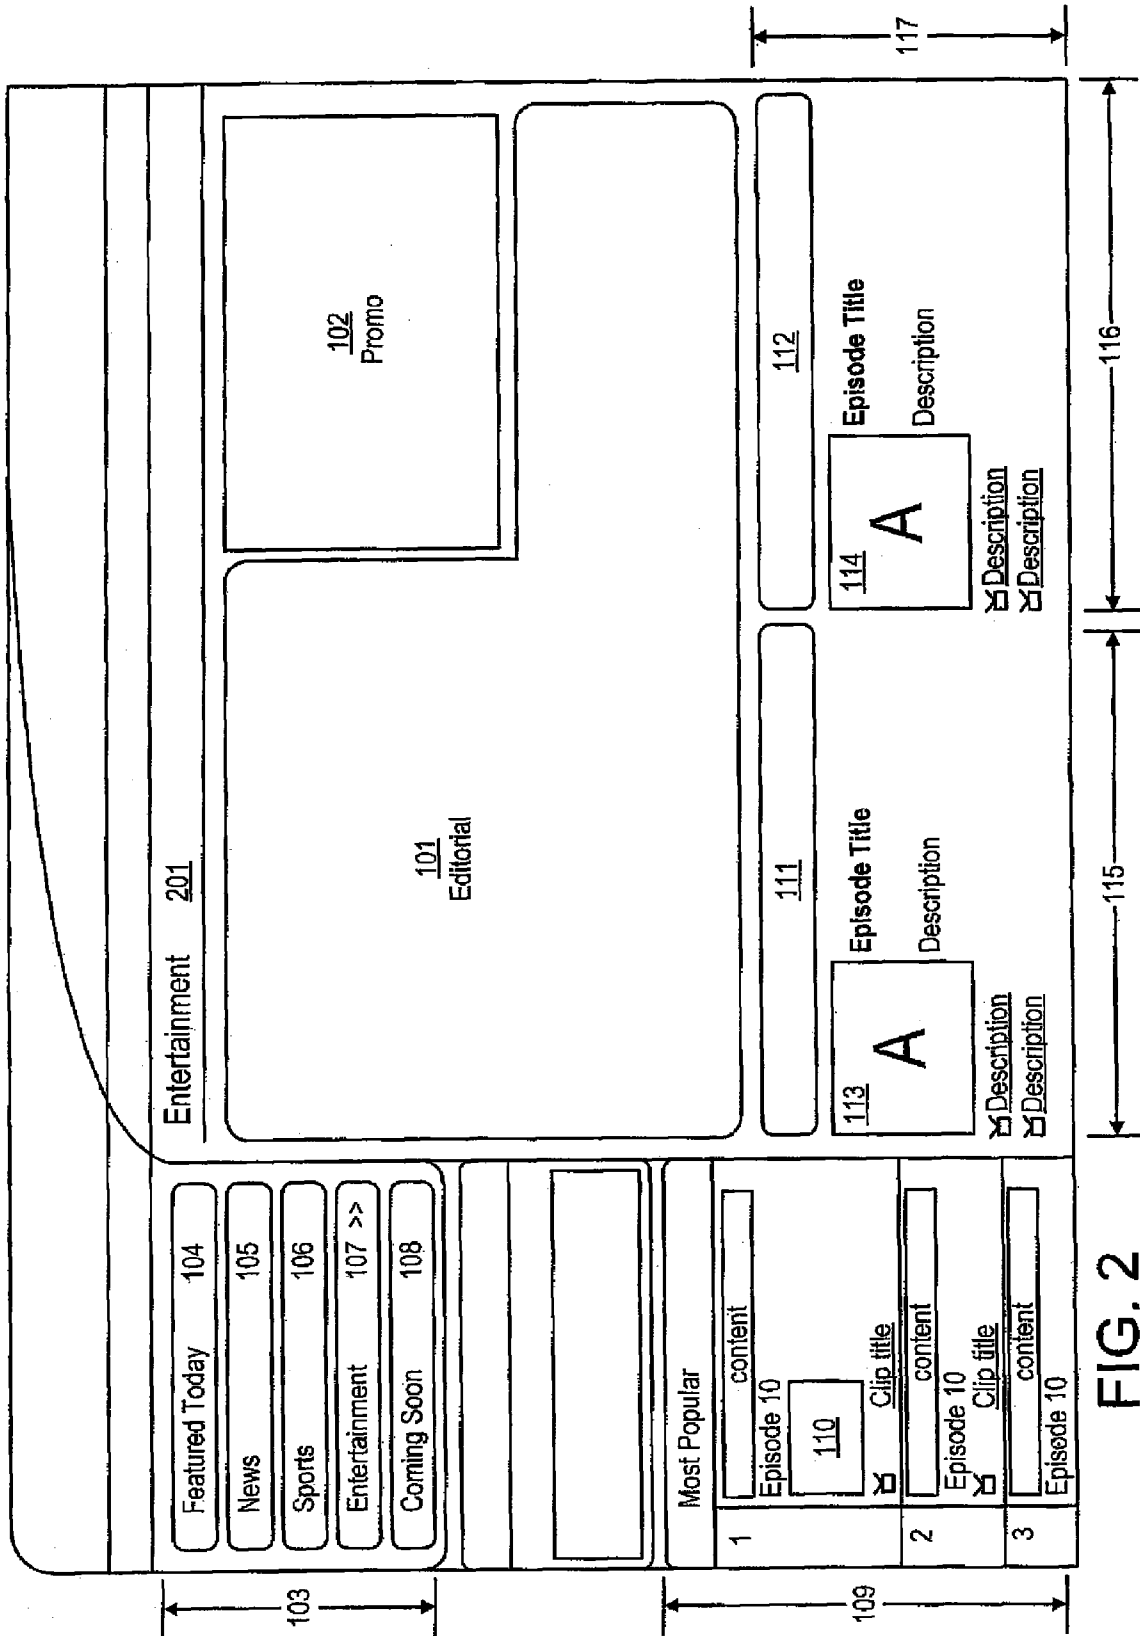 Featured Today 104
News 105
Sports 106
Entertainment 107 >>
Coming Soon 108
103
Most Popular
1
content
Episode 10
110
Clip title
2
content
Episode 10
Clip title
3
content
Episode 10
109
Entertainment 201
101
Editorial
102
Promo
111
113
A
Episode Title
Description
Description
Description
112
114
A
Episode Title
Description
Description
Description
117
115
116
FIG. 2